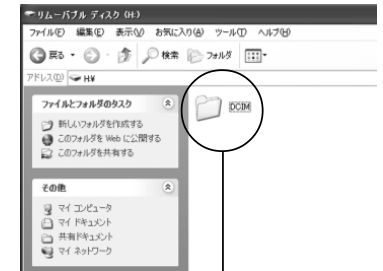 リムーバブル ディスク (H:)
ファイル(F) 編集(E) 表示(V) お気に入り(A) ツール(T) ヘルプ(H)
戻る 検索 フォルダ
アドレス(D) H:¥
ファイルとフォルダのタスク
DCIM
新しいフォルダを作成する
このフォルダを Web に公開する
このフォルダを共有する
その他
マイ コンピュータ
マイ ドキュメント
共有ドキュメント
マイ ネットワーク